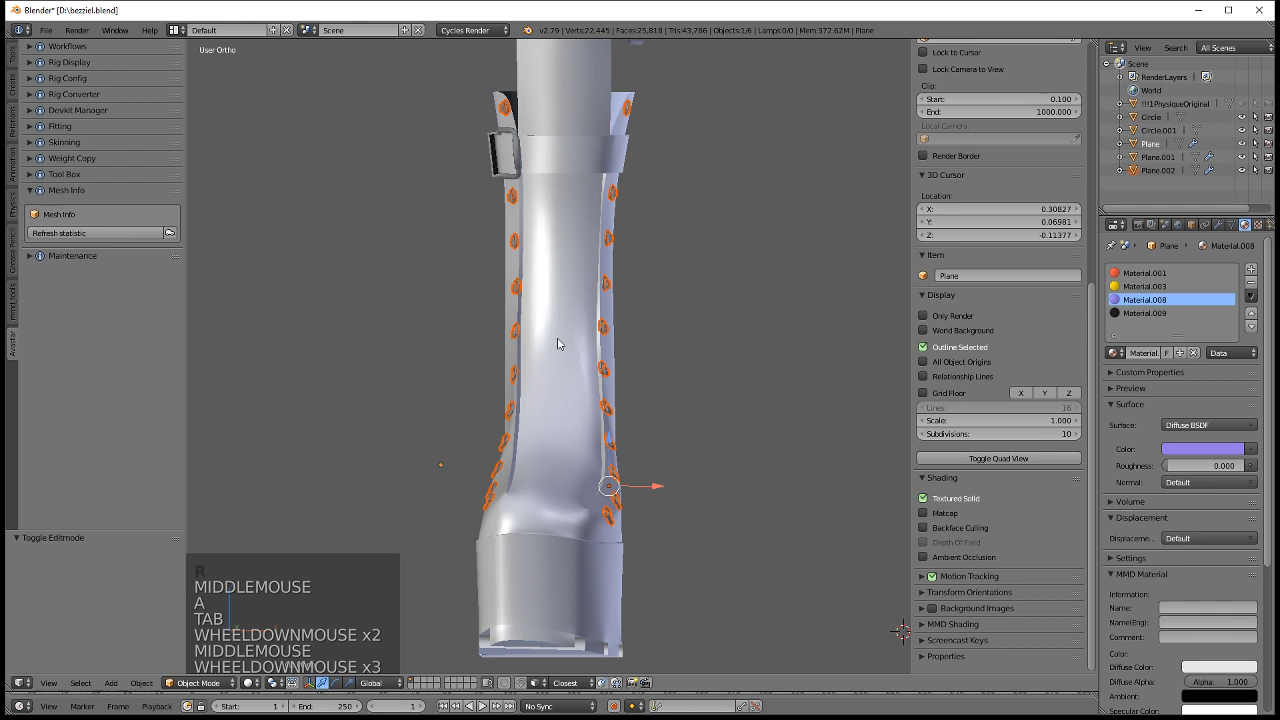 Blender* [D:\bezziel.blend]
File Render Window Help Default Scene Cycles Render v2.79 | Verts:22,445 | Faces:25,818 | Tris:43,786 | Objects:1/6 | Lamps:0/0 | Mem:372.62M | Plane
Workflows
Rig Display
Rig Config
Rig Converter
Devkit Manager
Fitting
Skinning
Weight Copy
Tool Box
Mesh Info
Mesh Info
Refresh statistic
Maintenance
Tools
Create
Relations
Animation
Physics
Grease Pencil
mmd_tools
Avastar
Toggle Editmode
User Ortho
R
MIDDLEMOUSE
A
TAB
WHEELDOWNMOUSE x2
MIDDLEMOUSE
WHEELDOWNMOUSE x3
Lock to Cursor
Lock Camera to View
Clip:
Start: 0.100
End: 1000.000
Local Camera:
Render Border
3D Cursor
Location:
X: 0.30827
Y: 0.06981
Z: -0.11377
Item
Plane
Display
Only Render
World Background
Outline Selected
All Object Origins
Relationship Lines
Grid Floor X Y Z
Lines: 16
Scale: 1.000
Subdivisions: 10
Toggle Quad View
Shading
Textured Solid
Matcap
Backface Culling
Depth Of Field
Ambient Occlusion
Motion Tracking
Transform Orientations
Background Images
MMD Shading
Screencast Keys
Properties
View Search All Scenes
Scene
RenderLayers
World
!!!1PhysiqueOriginal
Circle
Circle.001
Plane
Plane.001
Plane.002
Plane Material.008
Material.001
Material.003
Material.008
Material.009
Material. F Data
Custom Properties
Preview
Surface
Surface: Diffuse BSDF
Color:
Roughness: 0.000
Normal: Default
Volume
Displacement
Displaceme... Default
Settings
MMD Material
Information:
Name:
Name(Eng):
Comment:
Color:
Diffuse Color: Alpha: 1.000
Ambient:
Specular Color:
View Select Add Object Object Mode Global Closest
View Marker Frame Playback Start: 1 End: 250 1 No Sync